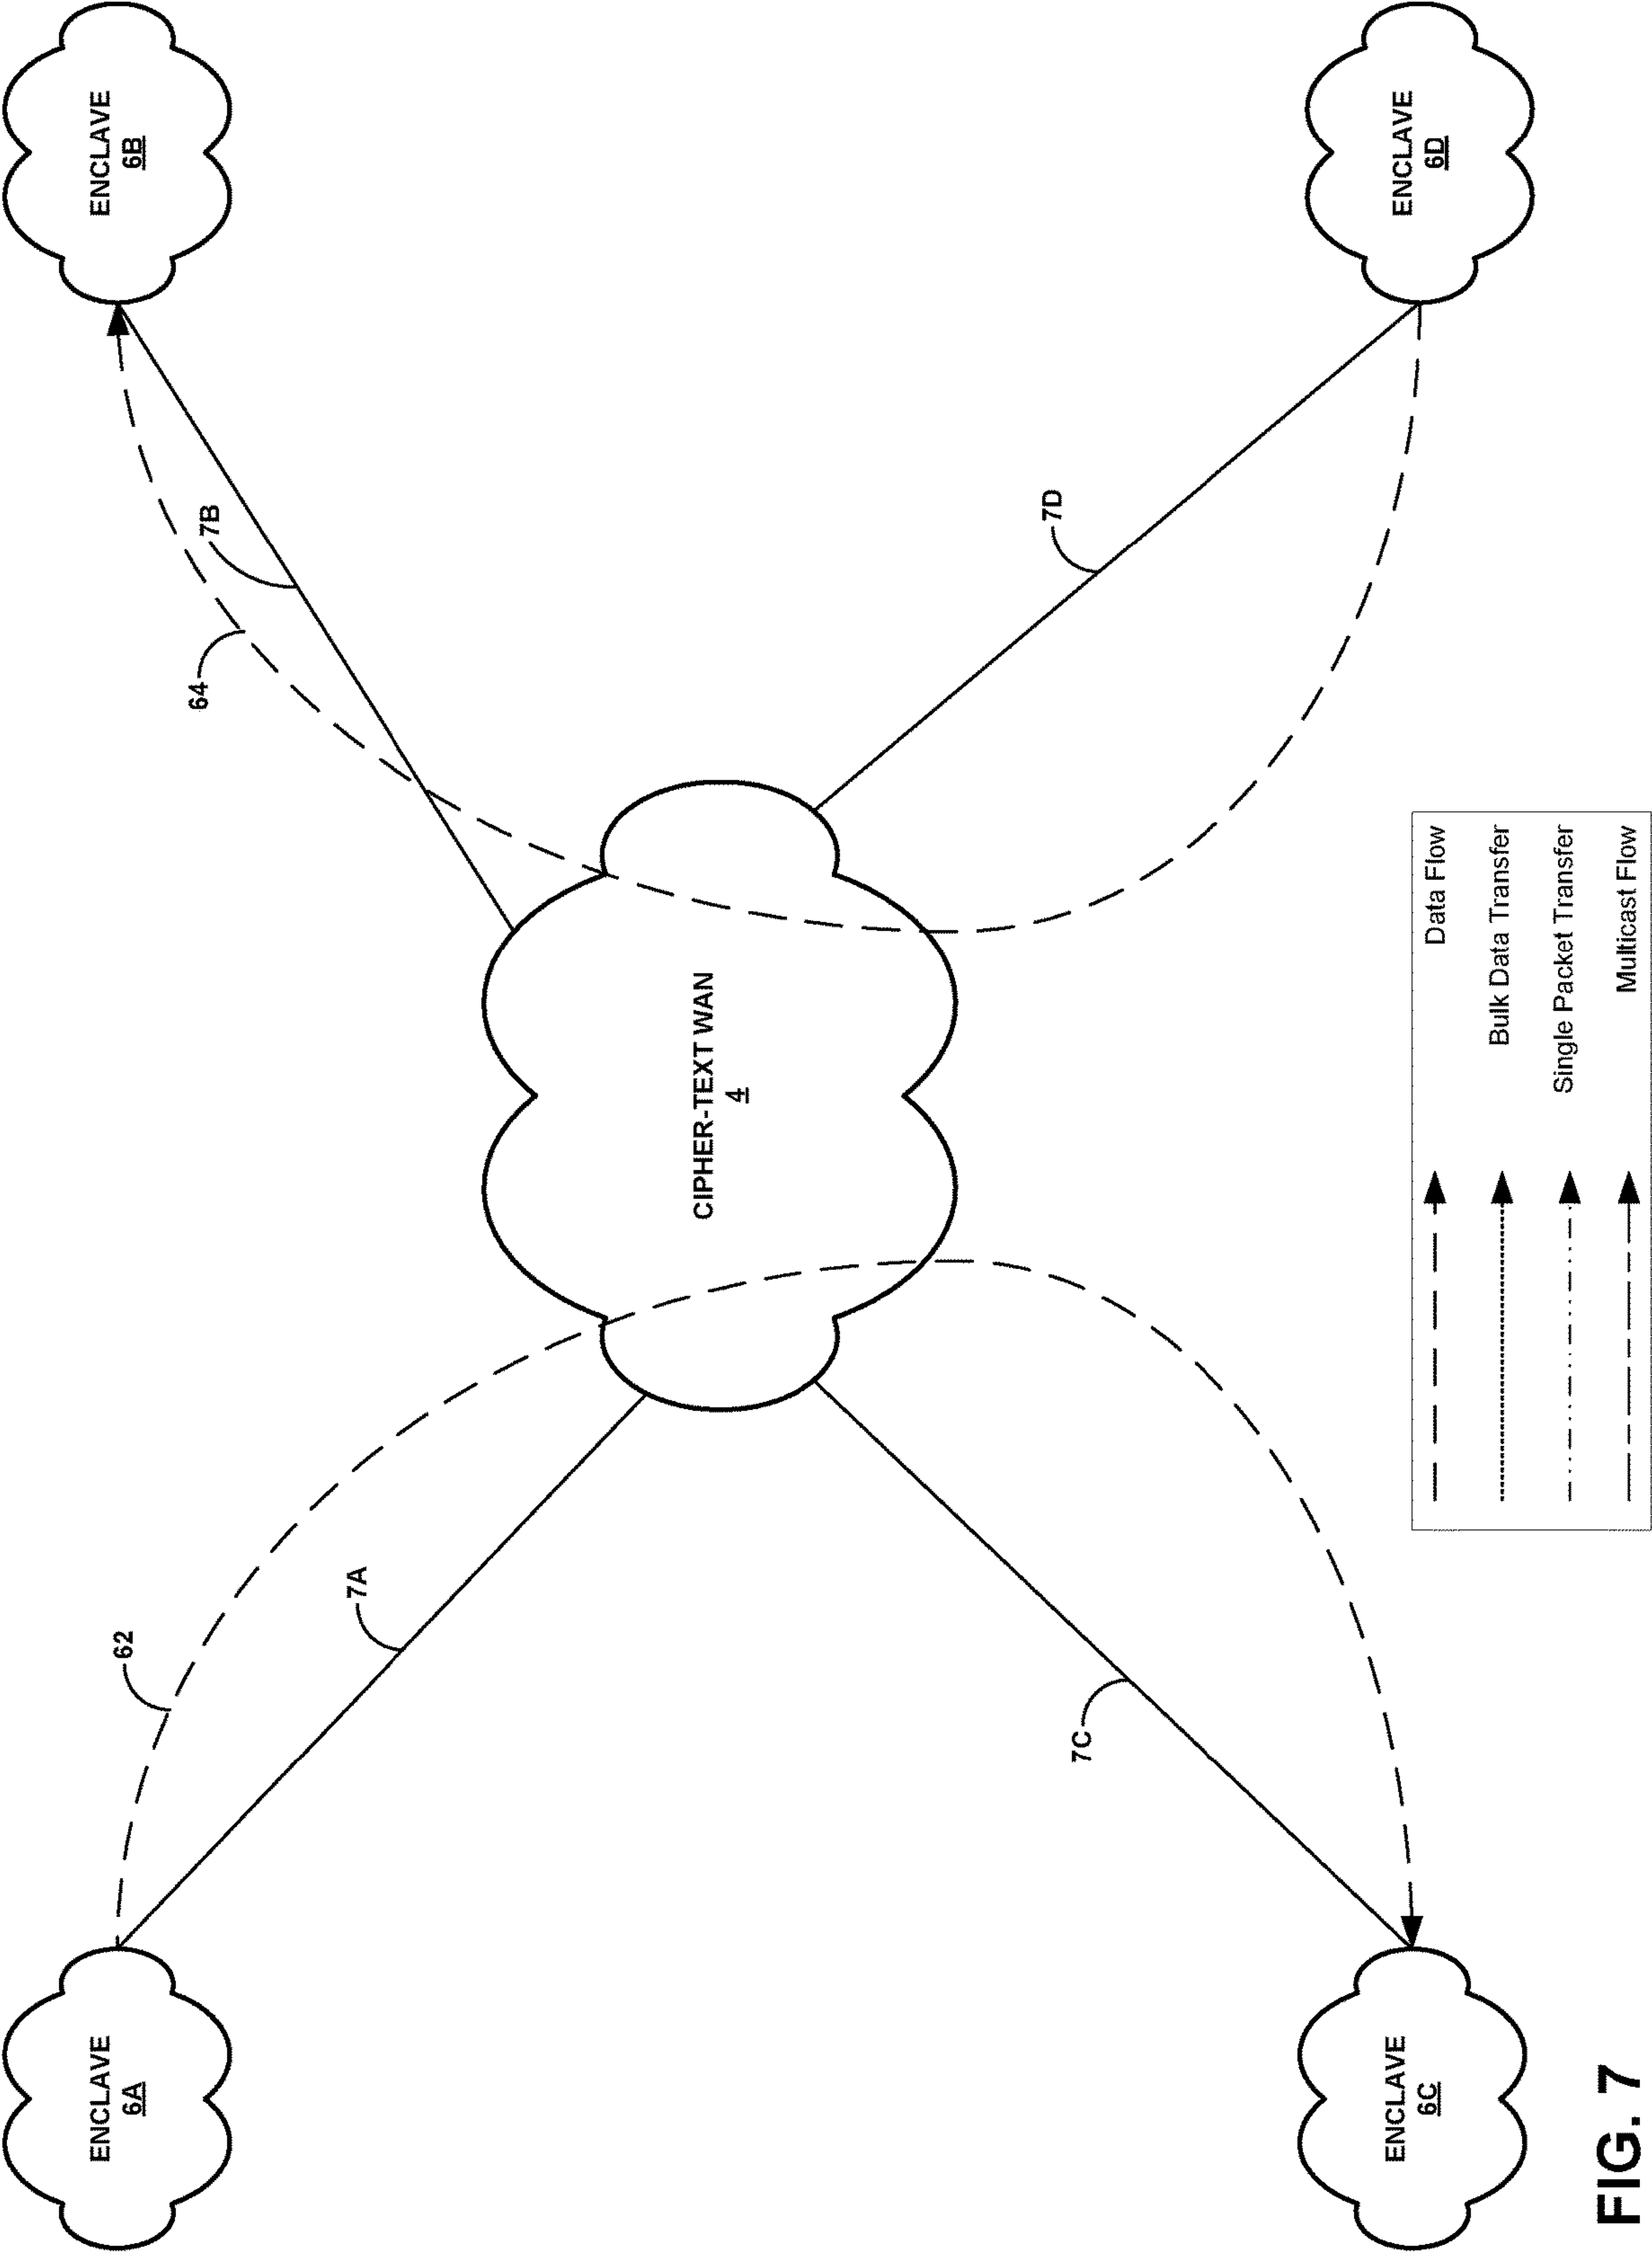 ENCLAVE
6A
ENCLAVE
6B
62
64
7B
7A
CIPHER-TEXT WAN
4
7C
7D
ENCLAVE
6C
ENCLAVE
6D
Data Flow
Bulk Data Transfer
Single Packet Transfer
Multicast Flow
FIG. 7